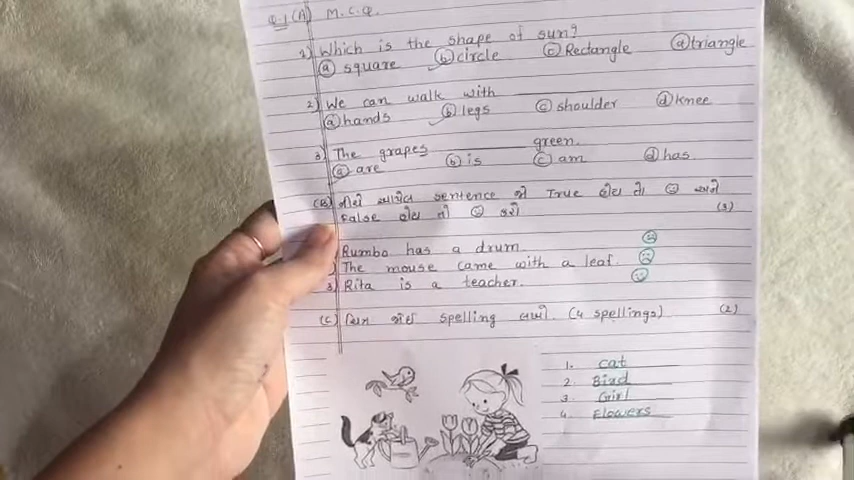 Q.1 (A) M.C.Q.
1) Which is the shape of sun?
(a) square (b) circle (c) Rectangle (d) triangle
2) We can walk with ______
(a) hands (b) legs (c) shoulder (d) knee
3) The grapes ______ green.
(a) are (b) is (c) am (d) has
(B) નીચે આપેલ sentence જો True હોય તો ☹ અને
False હોય તો ☺ કરો (3)
Rumbo has a drum. ☹
) The mouse came with a leaf. ☹
3) Rita is a teacher. ☺
(C) ચિત્ર જોઈ spelling લખો. (4 spellings) (2)
1. cat
2. Bird
3. Girl
4. Flowers